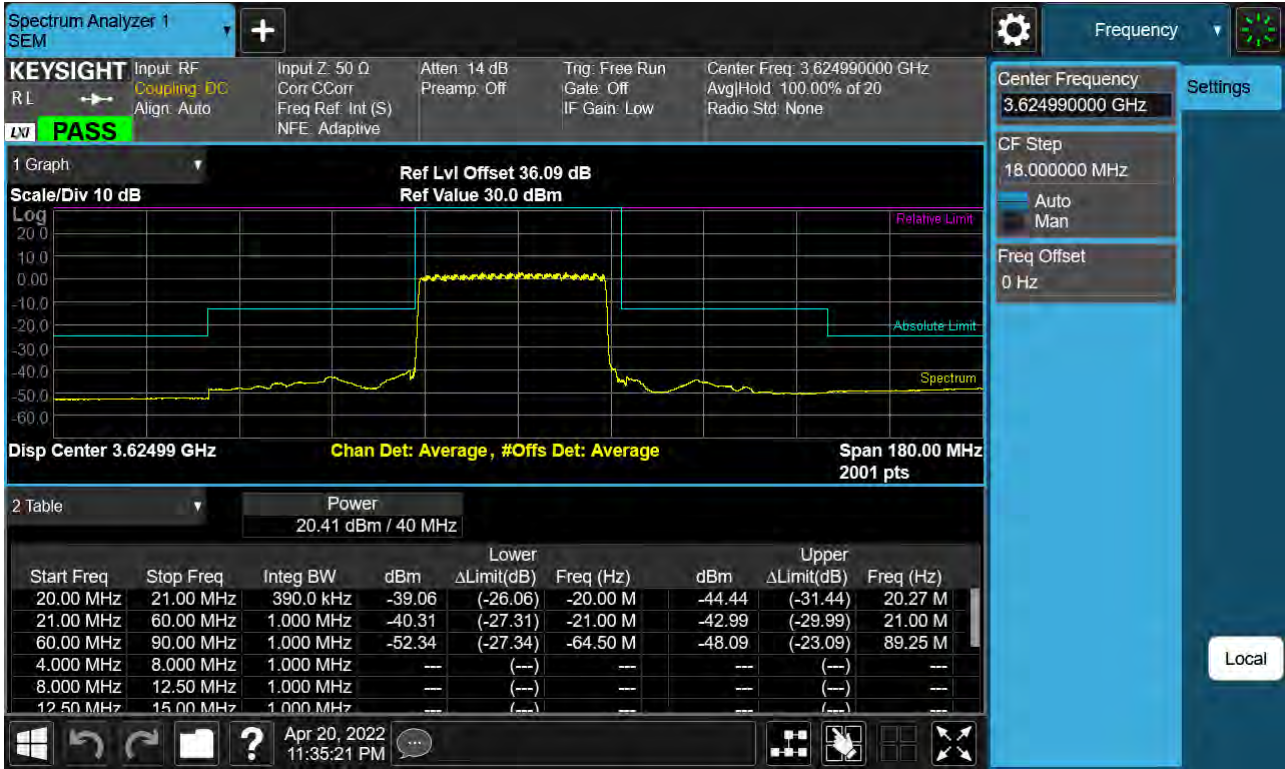 Spectrum Analyzer 1
SEM
+
Frequency
KEYSIGHT
R L
LXI
PASS
Input: RF
Coupling: DC
Align: Auto
Input Z: 50 Ω
Corr CCorr
Freq Ref: Int (S)
NFE: Adaptive
Atten: 14 dB
Preamp: Off
Trig: Free Run
Gate: Off
IF Gain: Low
Center Freq: 3.624990000 GHz
Avg|Hold: 100.00% of 20
Radio Std: None
Center Frequency
3.624990000 GHz
Settings
CF Step
18.000000 MHz
Auto
Man
Freq Offset
0 Hz
1 Graph
Ref Lvl Offset 36.09 dB
Scale/Div 10 dB
Ref Value 30.0 dBm
Log
Relative Limit
20.0
10.0
0.00
-10.0
-20.0
Absolute Limit
-30.0
-40.0
Spectrum
-50.0
-60.0
Disp Center 3.62499 GHz
Chan Det: Average , #Offs Det: Average
Span 180.00 MHz
2001 pts
2 Table
Power
20.41 dBm / 40 MHz
Lower Upper
Start Freq Stop Freq Integ BW dBm ΔLimit(dB) Freq (Hz) dBm ΔLimit(dB) Freq (Hz)
20.00 MHz 21.00 MHz 390.0 kHz -39.06 (-26.06) -20.00 M -44.44 (-31.44) 20.27 M
21.00 MHz 60.00 MHz 1.000 MHz -40.31 (-27.31) -21.00 M -42.99 (-29.99) 21.00 M
60.00 MHz 90.00 MHz 1.000 MHz -52.34 (-27.34) -64.50 M -48.09 (-23.09) 89.25 M
4.000 MHz 8.000 MHz 1.000 MHz --- (---) --- --- (---) ---
8.000 MHz 12.50 MHz 1.000 MHz --- (---) --- --- (---) ---
12.50 MHz 15.00 MHz 1.000 MHz --- (---) --- --- (---) ---
Local
?
Apr 20, 2022
11:35:21 PM